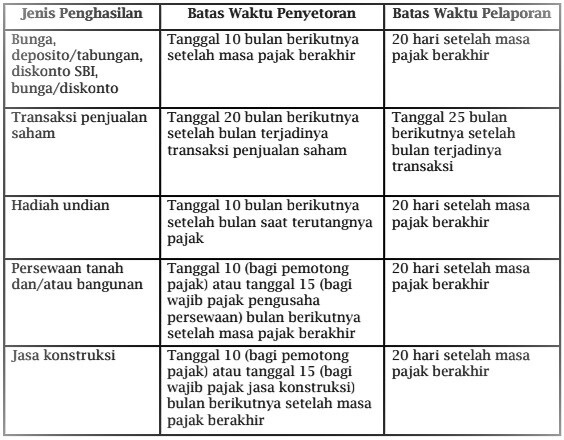 Jenis Penghasilan
Batas Waktu Penyetoran
Batas Waktu Pelaporan
Bunga,
deposito/tabungan,
diskonto SBI,
bunga/diskonto
Tanggal 10 bulan berikutnya
setelah masa pajak berakhir
20 hari setelah masa
pajak berakhir
Transaksi penjualan
saham
Tanggal 20 bulan berikutnya
setelah bulan terjadinya
transaksi penjualan saham
Tanggal 25 bulan
berikutnya setelah
bulan terjadinya
transaksi
Hadiah undian
Tanggal 10 bulan berikutnya
setelah bulan saat terutangnya
pajak
20 hari setelah masa
pajak berakhir
Persewaan tanah
dan/atau bangunan
Tanggal 10 (bagi pemotong
pajak) atau tanggal 15 (bagi
wajib pajak pengusaha
persewaan) bulan berikutnya
setelah masa pajak berakhir
20 hari setelah masa
pajak berakhir
Jasa konstruksi
Tanggal 10 (bagi pemotong
pajak) atau tanggal 15 (bagi
wajib pajak jasa konstruksi)
bulan berikutnya setelah masa
pajak berakhir
20 hari setelah masa
pajak berakhir